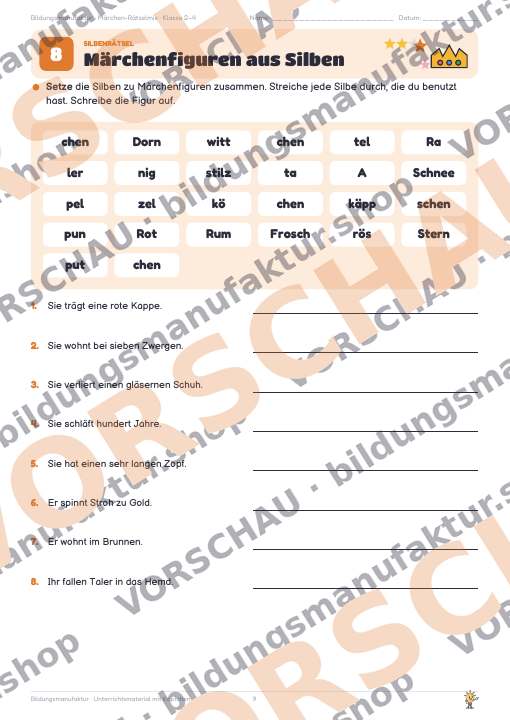 Bildungsmanufaktur · Märchen-Rätselmix · Klasse 2–4 Name: Datum:
8
SILBENRÄTSEL
Märchenfiguren aus Silben
Setze die Silben zu Märchenfiguren zusammen. Streiche jede Silbe durch, die du benutzt
hast. Schreibe die Figur auf.
chen Dorn witt chen tel Ra
ler nig stilz ta A Schnee
pel zel kö chen käpp schen
pun Rot Rum Frosch rös Stern
put chen
1. Sie trägt eine rote Kappe.
2. Sie wohnt bei sieben Zwergen.
3. Sie verliert einen gläsernen Schuh.
4. Sie schläft hundert Jahre.
5. Sie hat einen sehr langen Zopf.
6. Er spinnt Stroh zu Gold.
7. Er wohnt im Brunnen.
8. Ihr fallen Taler in das Hemd.
Bildungsmanufaktur · Unterrichtsmaterial mit
9
VORSCHAU · bildungsmanufaktur.shop
VORSCHAU